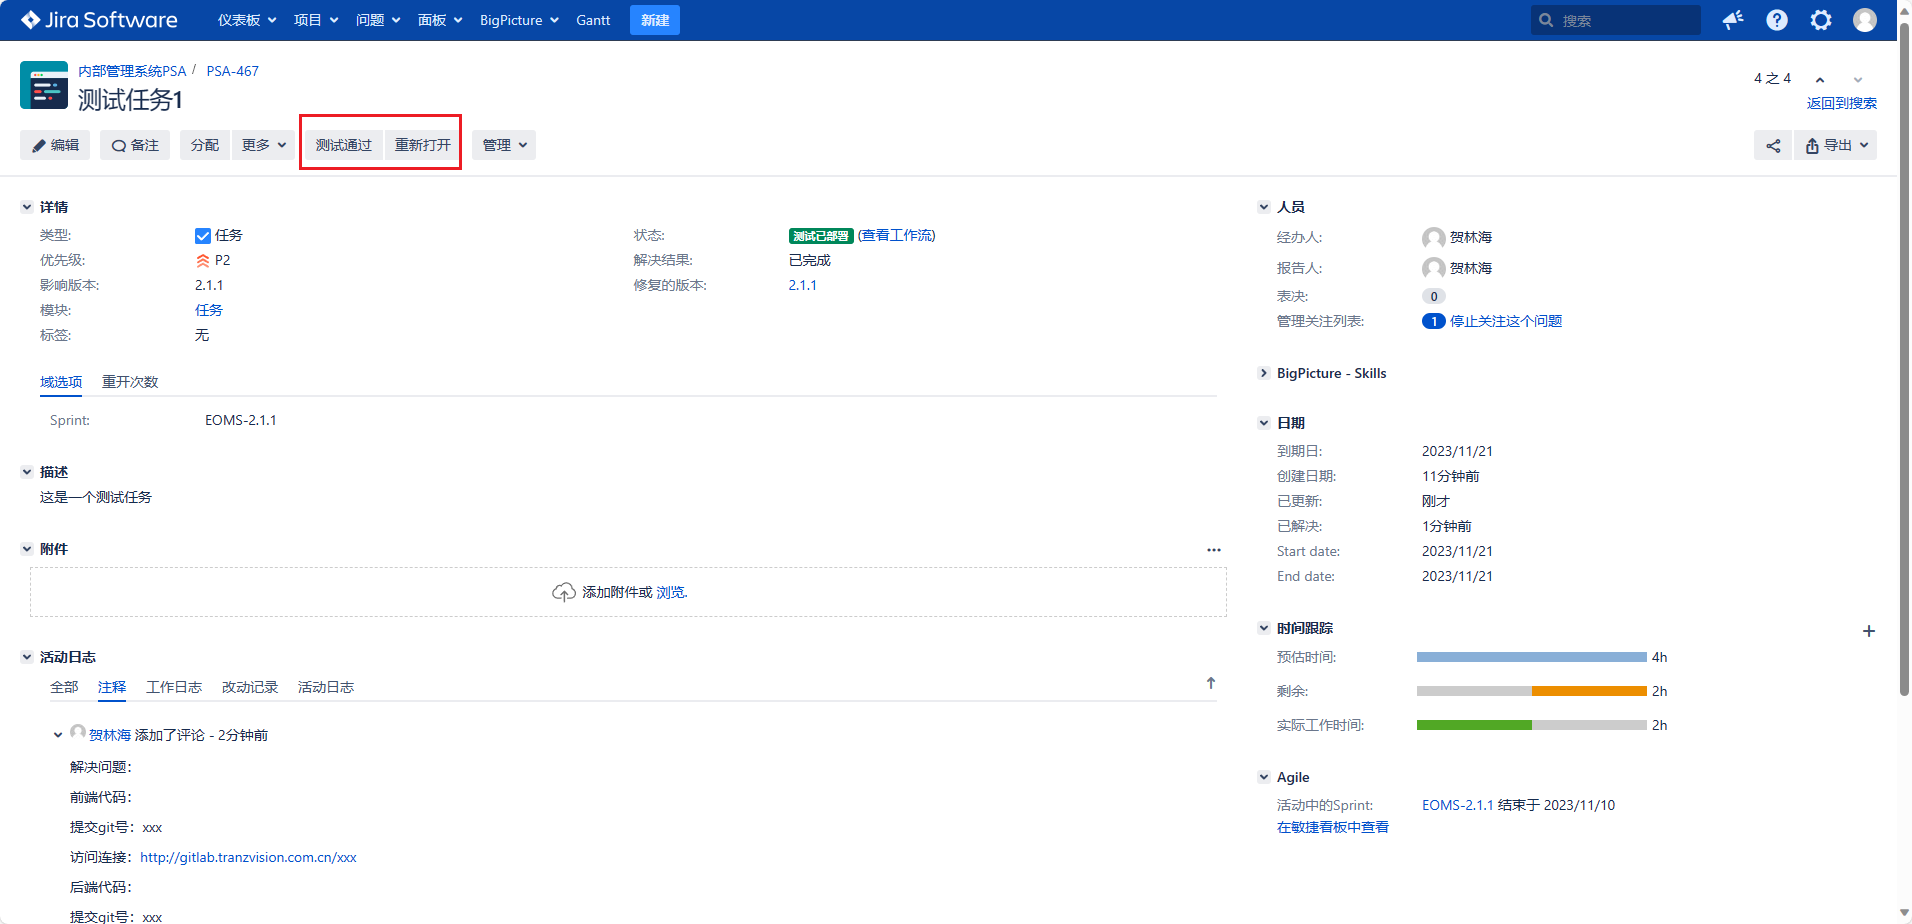 Jira Software 仪表板 项目 问题 面板 BigPicture Gantt 新建 搜索
内部管理系统PSA / PSA-467
测试任务1
4 之 4
返回到搜索
编辑 备注 分配 更多 测试通过 重新打开 管理 导出
详情
类型: 任务 状态: 测试已部署 (查看工作流)
优先级: P2 解决结果: 已完成
影响版本: 2.1.1 修复的版本: 2.1.1
模块: 任务
标签: 无
域选项 重开次数
Sprint: EOMS-2.1.1
描述
这是一个测试任务
附件
添加附件或 浏览.
活动日志
全部 注释 工作日志 改动记录 活动日志
贺林海 添加了评论 - 2分钟前
解决问题：
前端代码：
提交git号：xxx
访问连接：http://gitlab.tranzvision.com.cn/xxx
后端代码：
提交git号：xxx
人员
经办人: 贺林海
报告人: 贺林海
表决: 0
管理关注列表: 1 停止关注这个问题
BigPicture - Skills
日期
到期日: 2023/11/21
创建日期: 11分钟前
已更新: 刚才
已解决: 1分钟前
Start date: 2023/11/21
End date: 2023/11/21
时间跟踪
预估时间: 4h
剩余: 2h
实际工作时间: 2h
Agile
活动中的Sprint: EOMS-2.1.1 结束于 2023/11/10
在敏捷看板中查看